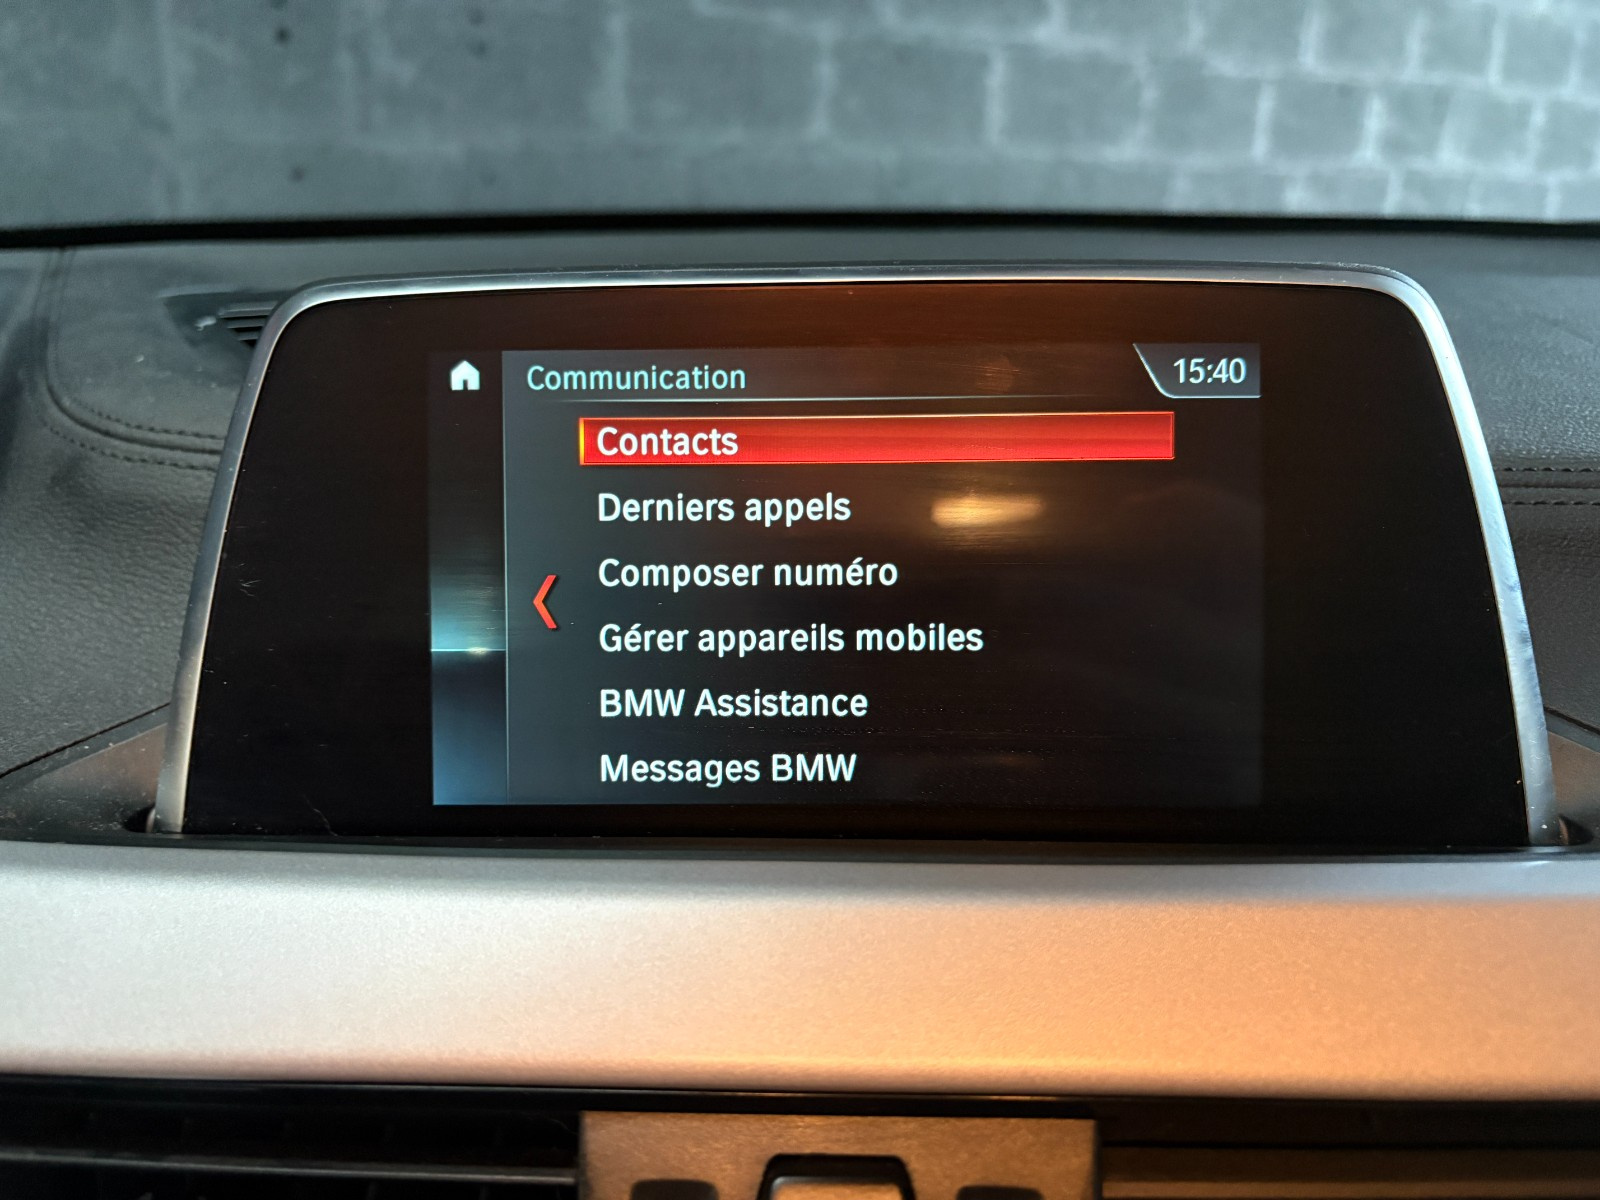 Communication
15:40
Contacts
Derniers appels
Composer numéro
Gérer appareils mobiles
BMW Assistance
Messages BMW